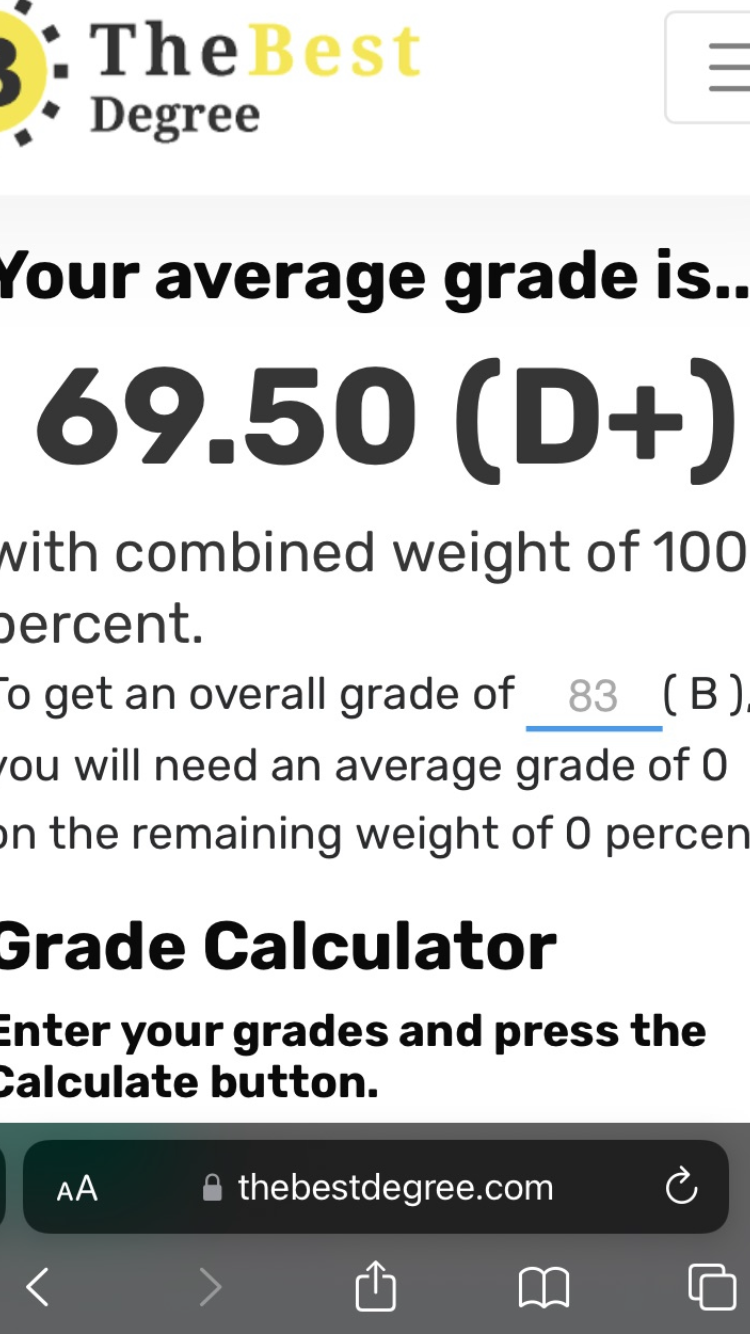 TheBest
Degree
Your average grade is..
69.50 (D+)
with combined weight of 100
percent.
To get an overall grade of 83 ( B ),
you will need an average grade of 0
on the remaining weight of 0 percen
Grade Calculator
Enter your grades and press the
Calculate button.
AA thebestdegree.com